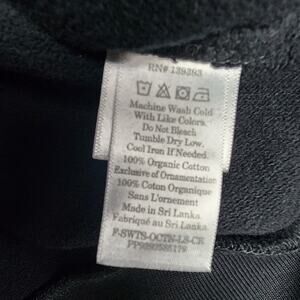 RN# 139393
Machine Wash Cold
With Like Colors.
Do Not Bleach
Tumble Dry Low.
Cool Iron If Needed.
100% Organic Cotton
Exclusive of Ornamentation
100% Coton Organique
Sans L'ornement
Made in Sri Lanka
Fabriqué au Sri Lanka
F-SWTS-OCTN-LS-CR